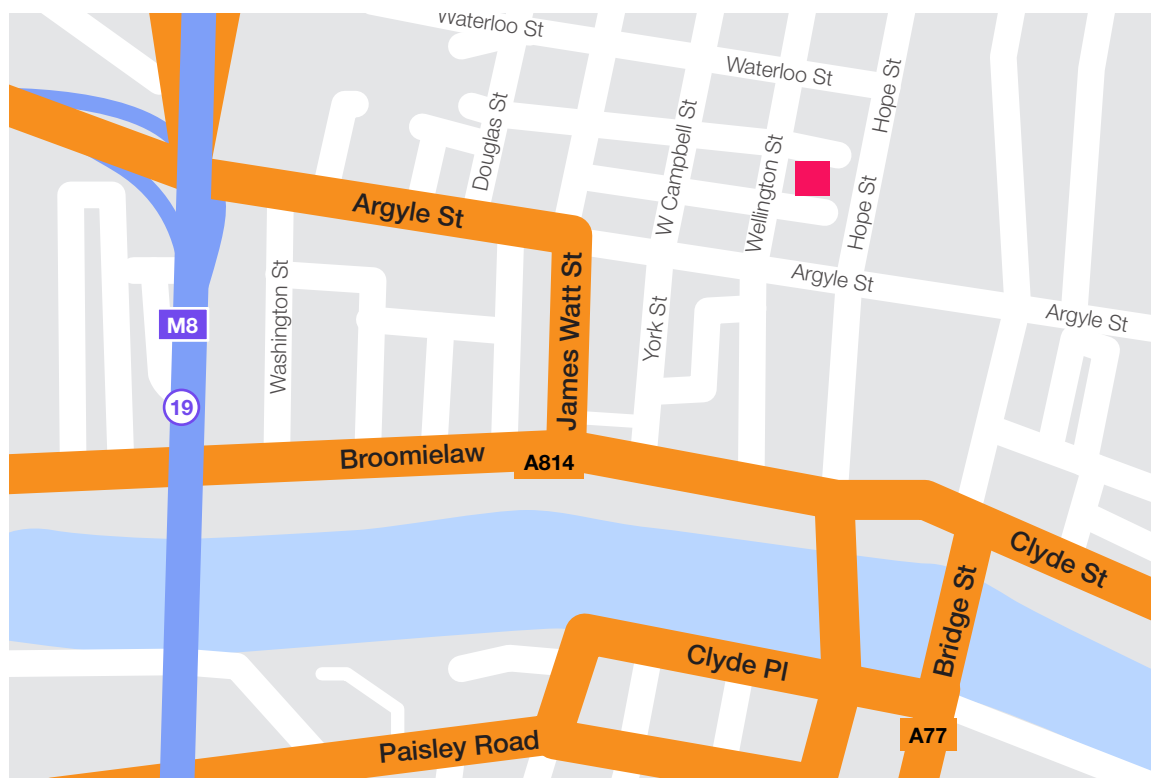 Waterloo St
Waterloo St
Hope St
Douglas St
W Campbell St
Wellington St
Hope St
Argyle St
Argyle St
Argyle St
James Watt St
Washington St
York St
M8
19
Broomielaw
A814
Clyde St
Bridge St
Clyde Pl
Paisley Road
A77